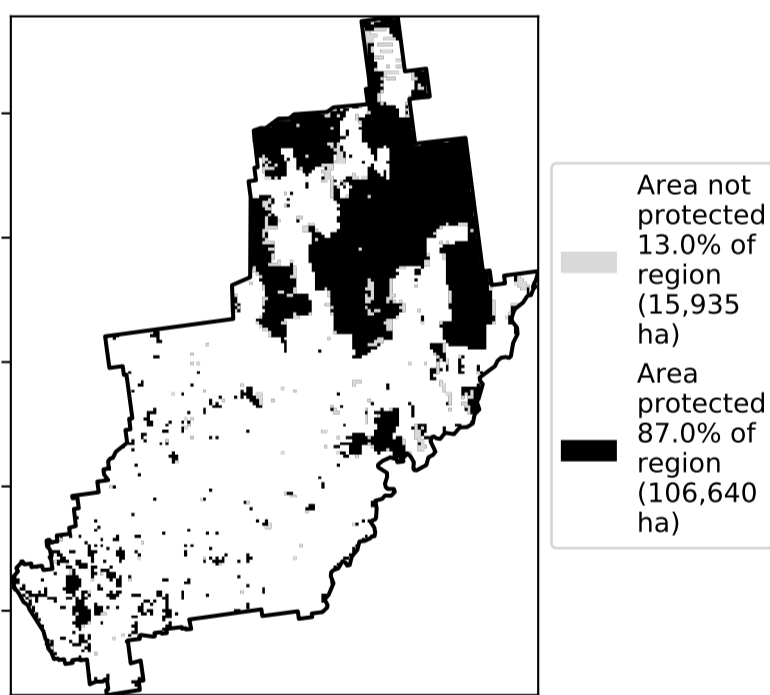 Area not
protected
13.0% of
region
(15,935
ha)
Area
protected
87.0% of
region
(106,640
ha)